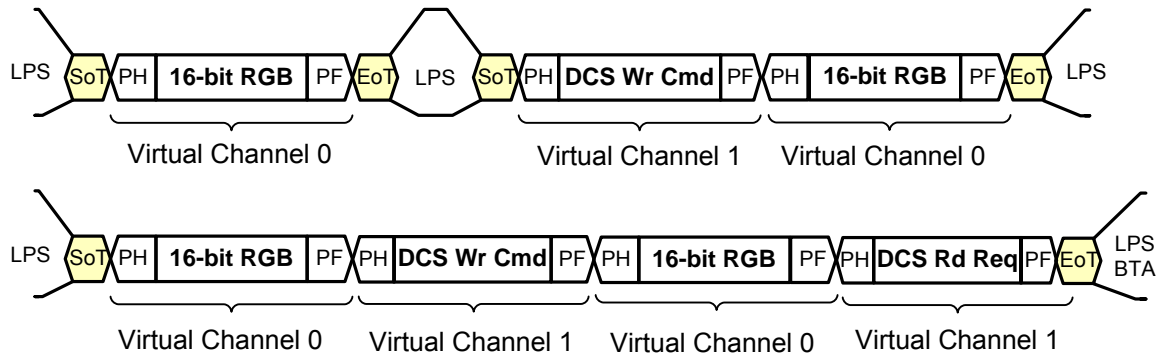 LPS SoT PH 16-bit RGB PF EoT LPS SoT PH DCS Wr Cmd PF PH 16-bit RGB PF EoT LPS
Virtual Channel 0 Virtual Channel 1 Virtual Channel 0
LPS SoT PH 16-bit RGB PF PH DCS Wr Cmd PF PH 16-bit RGB PF PH DCS Rd Req PF EoT LPS
BTA
Virtual Channel 0 Virtual Channel 1 Virtual Channel 0 Virtual Channel 1